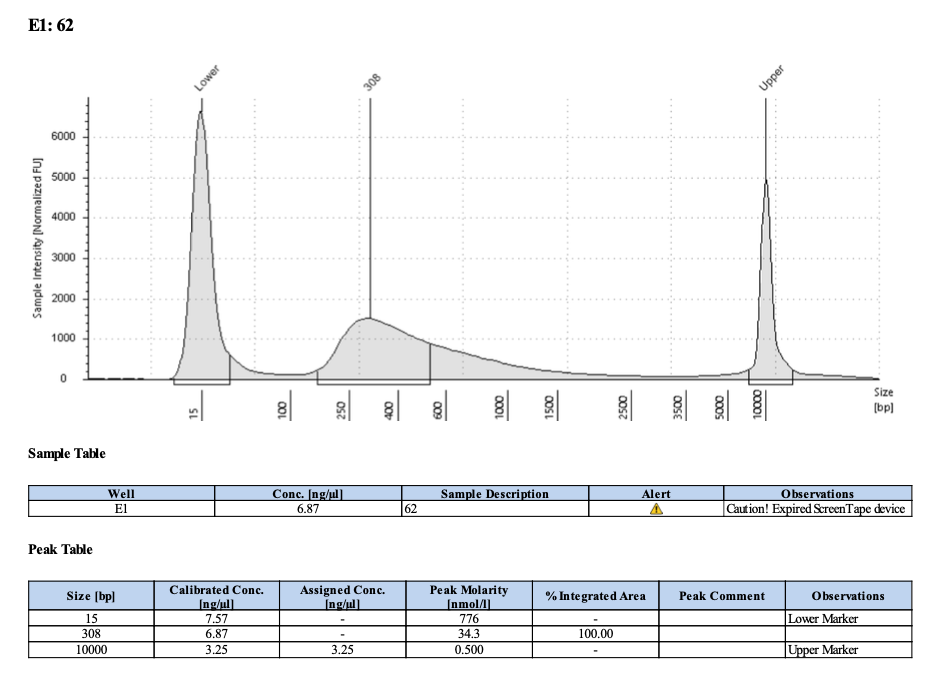 E1: 62
Lower
308
Upper
Sample Intensity [Normalized FU]
6000
5000
4000
3000
2000
1000
0
15
100
250
400
600
1000
1500
2500
3500
5000
10000
Size
[bp]
Sample Table
Well Conc. [ng/µl] Sample Description Alert Observations
E1 6.87 62 Caution! Expired ScreenTape device
Peak Table
Size [bp] Calibrated Conc. [ng/µl] Assigned Conc. [ng/µl] Peak Molarity [nmol/l] % Integrated Area Peak Comment Observations
15 7.57 - 776 - Lower Marker
308 6.87 - 34.3 100.00
10000 3.25 3.25 0.500 - Upper Marker